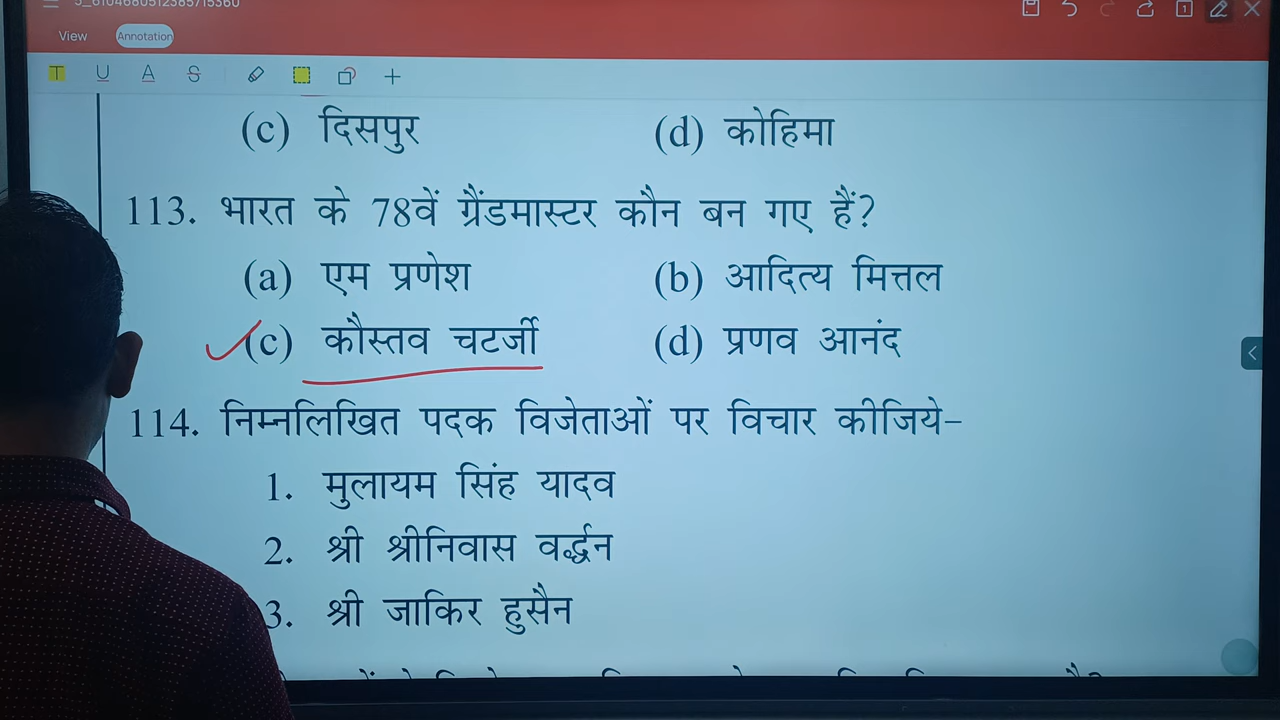 View Annotation
T U A S
(c) दिसपुर (d) कोहिमा
113. भारत के 78वें ग्रैंडमास्टर कौन बन गए हैं?
(a) एम प्रणेश (b) आदित्य मित्तल
(c) कौस्तव चटर्जी (d) प्रणव आनंद
114. निम्नलिखित पदक विजेताओं पर विचार कीजिये–
1. मुलायम सिंह यादव
2. श्री श्रीनिवास वर्द्धन
3. श्री जाकिर हुसैन